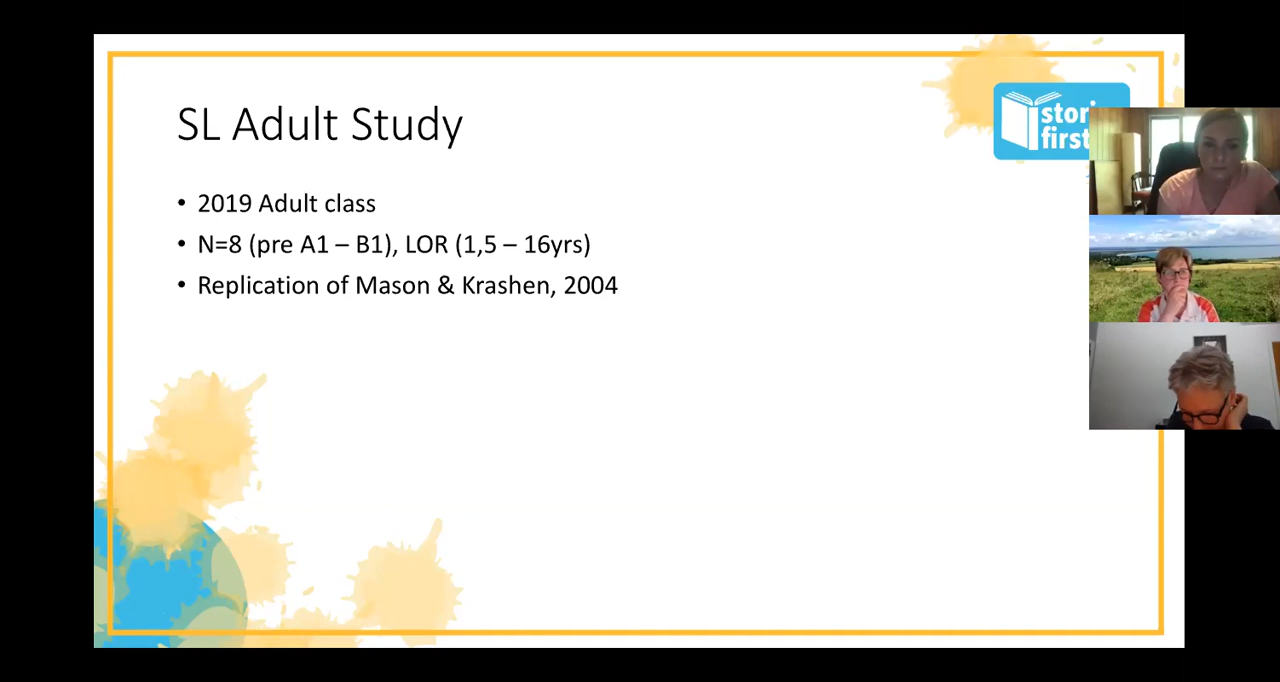 SL Adult Study
• 2019 Adult class
• N=8 (pre A1 – B1), LOR (1,5 – 16yrs)
• Replication of Mason & Krashen, 2004
first